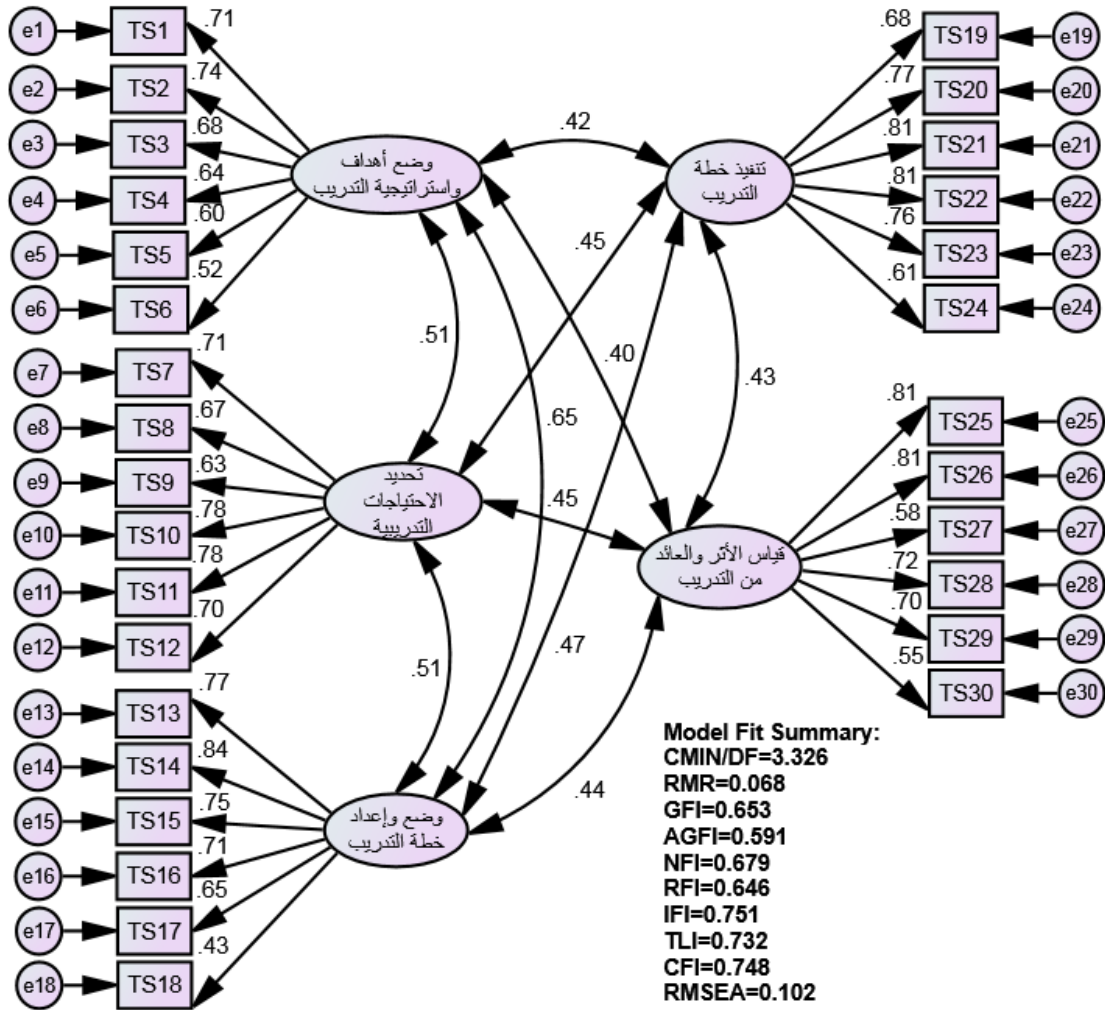 e1 TS1 .71
e2 TS2 .74
e3 TS3 .68
e4 TS4 .64
e5 TS5 .60
e6 TS6 .52
وضع أهداف
واستراتيجية التدريب
e7 TS7 .71
e8 TS8 .67
e9 TS9 .63
e10 TS10 .78
e11 TS11 .78
e12 TS12 .70
تحديد
الاحتياجات
التدريبية
e13 TS13 .77
e14 TS14 .84
e15 TS15 .75
e16 TS16 .71
e17 TS17 .65
e18 TS18 .43
وضع وإعداد
خطة التدريب
.42
.45
.51
.40
.43
.65
.45
.47
.51
.44
تنفيذ خطة
التدريب
.68 TS19 e19
.77 TS20 e20
.81 TS21 e21
.81 TS22 e22
.76 TS23 e23
.61 TS24 e24
قياس الأثر والعائد
من التدريب
.81 TS25 e25
.81 TS26 e26
.58 TS27 e27
.72 TS28 e28
.70 TS29 e29
.55 TS30 e30
Model Fit Summary:
CMIN/DF=3.326
RMR=0.068
GFI=0.653
AGFI=0.591
NFI=0.679
RFI=0.646
IFI=0.751
TLI=0.732
CFI=0.748
RMSEA=0.102